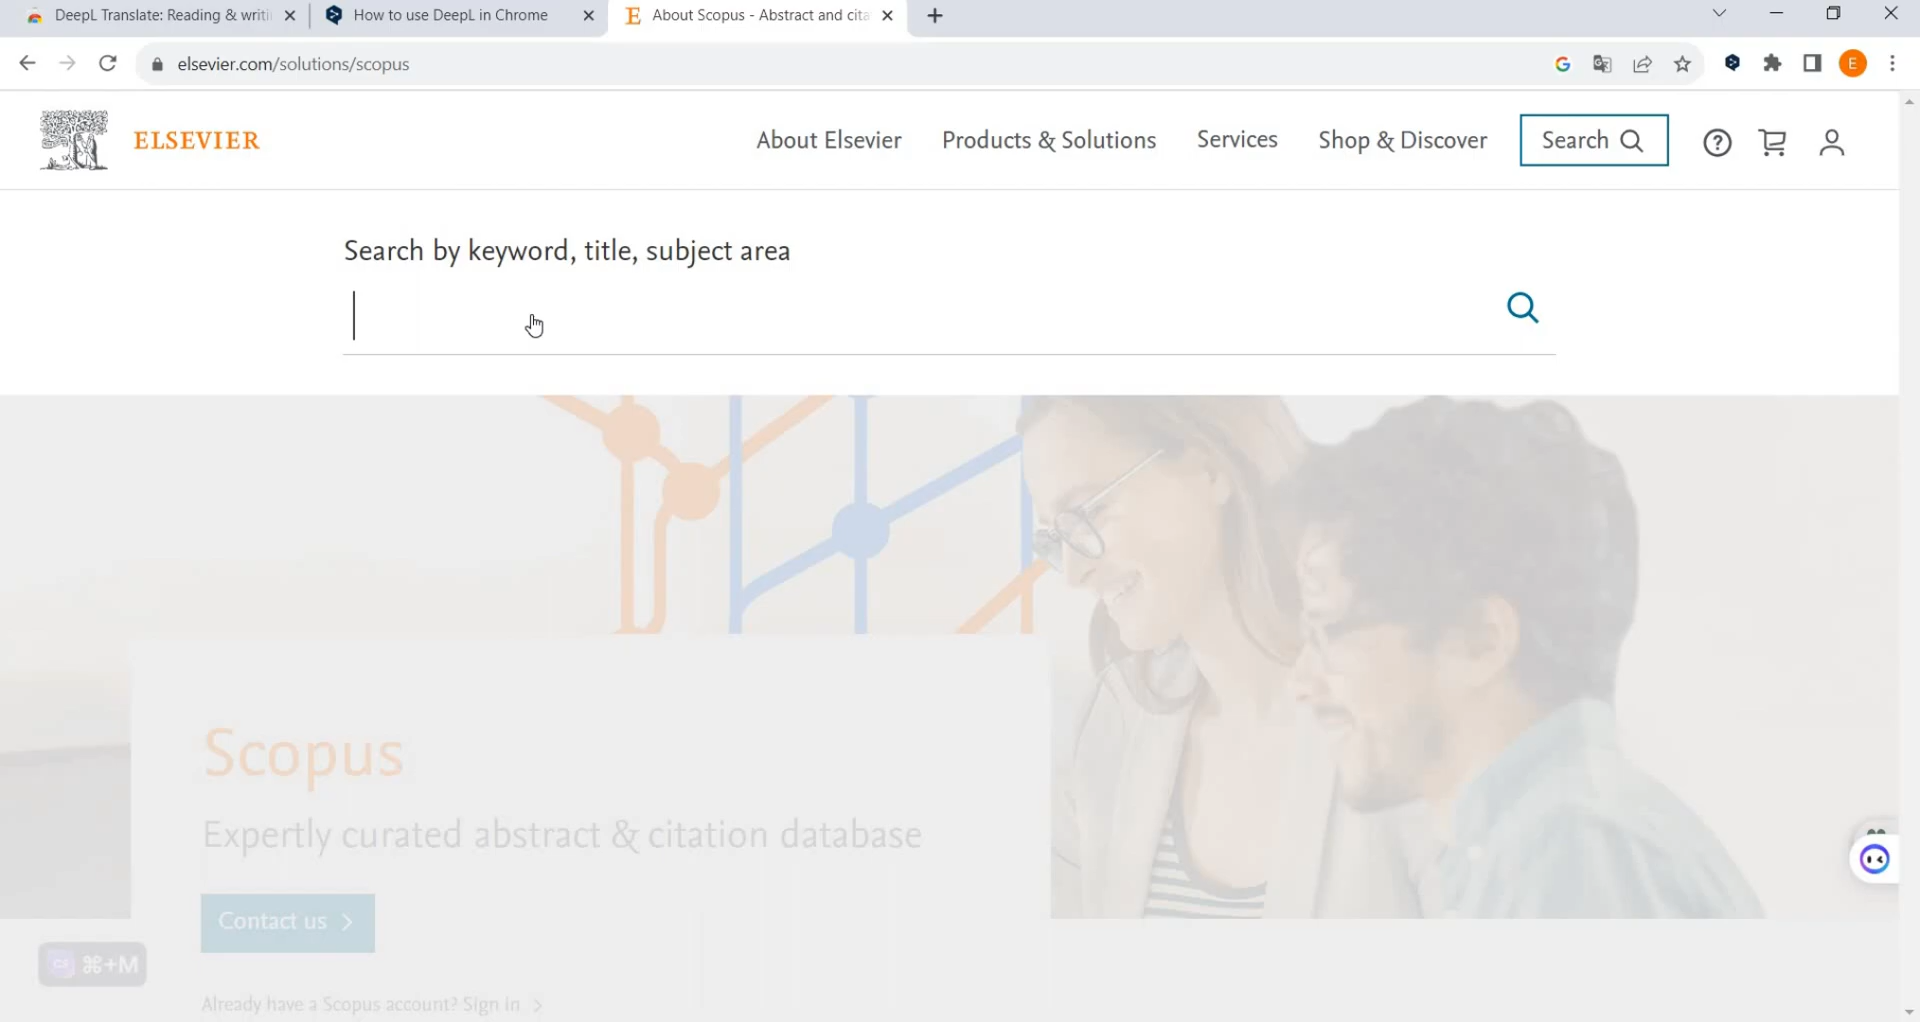 DeepL Translate: Reading & writi
How to use DeepL in Chrome
About Scopus - Abstract and cita
elsevier.com/solutions/scopus
E
ELSEVIER
About Elsevier
Products & Solutions
Services
Shop & Discover
Search
Search by keyword, title, subject area
Scopus
Expertly curated abstract & citation database
Contact us
CS ⌘+M
Already have a Scopus account? Sign in